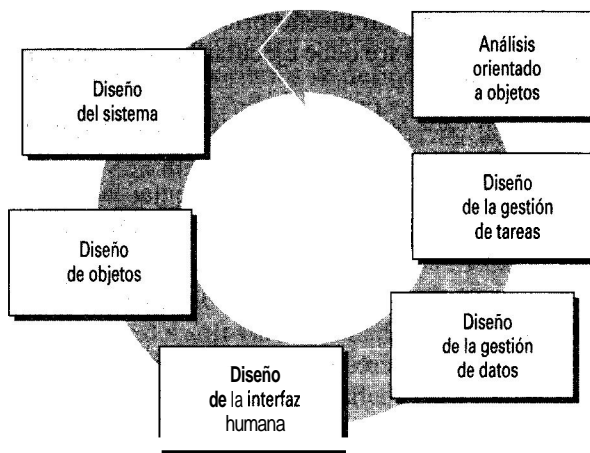 Análisis
orientado
a objetos
Diseño
del sistema
Diseño
de la gestión
de tareas
Diseño
de objetos
Diseño
de la gestión
de datos
Diseño
de la interfaz
humana